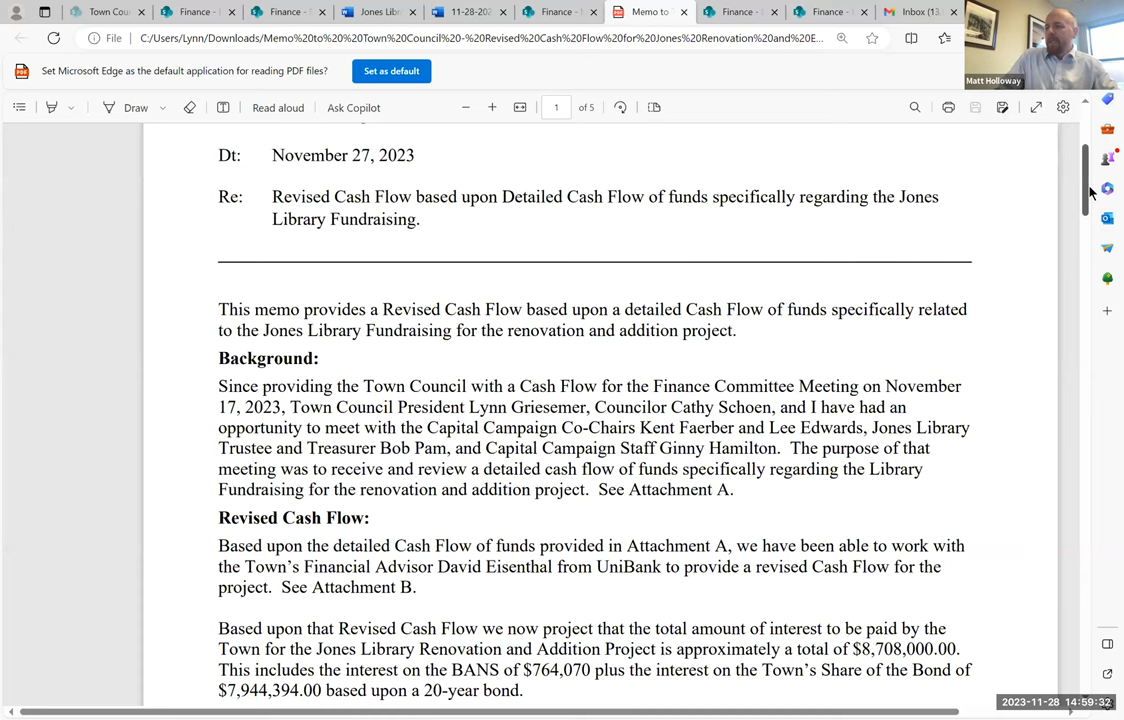 Town Cou
Finance -
Finance -
Jones Libr
11-28-202
Finance -
Memo to
Finance -
Finance -
Inbox (13
File
C:/Users/Lynn/Downloads/Memo%20to%20%20Town%20Council%20-%20Revised%20Cash%20Flow%20for%20Jones%20Renovation%20and%20E...
Matt Holloway
Set Microsoft Edge as the default application for reading PDF files?
Set as default
Draw
Read aloud
Ask Copilot
1
of 5
Dt: November 27, 2023
Re: Revised Cash Flow based upon Detailed Cash Flow of funds specifically regarding the Jones
Library Fundraising.
This memo provides a Revised Cash Flow based upon a detailed Cash Flow of funds specifically related
to the Jones Library Fundraising for the renovation and addition project.
Background:
Since providing the Town Council with a Cash Flow for the Finance Committee Meeting on November
17, 2023, Town Council President Lynn Griesemer, Councilor Cathy Schoen, and I have had an
opportunity to meet with the Capital Campaign Co-Chairs Kent Faerber and Lee Edwards, Jones Library
Trustee and Treasurer Bob Pam, and Capital Campaign Staff Ginny Hamilton. The purpose of that
meeting was to receive and review a detailed cash flow of funds specifically regarding the Library
Fundraising for the renovation and addition project. See Attachment A.
Revised Cash Flow:
Based upon the detailed Cash Flow of funds provided in Attachment A, we have been able to work with
the Town's Financial Advisor David Eisenthal from UniBank to provide a revised Cash Flow for the
project. See Attachment B.
Based upon that Revised Cash Flow we now project that the total amount of interest to be paid by the
Town for the Jones Library Renovation and Addition Project is approximately a total of $8,708,000.00.
This includes the interest on the BANS of $764,070 plus the interest on the Town's Share of the Bond of
$7,944,394.00 based upon a 20-year bond.
2023-11-28 14:59:32